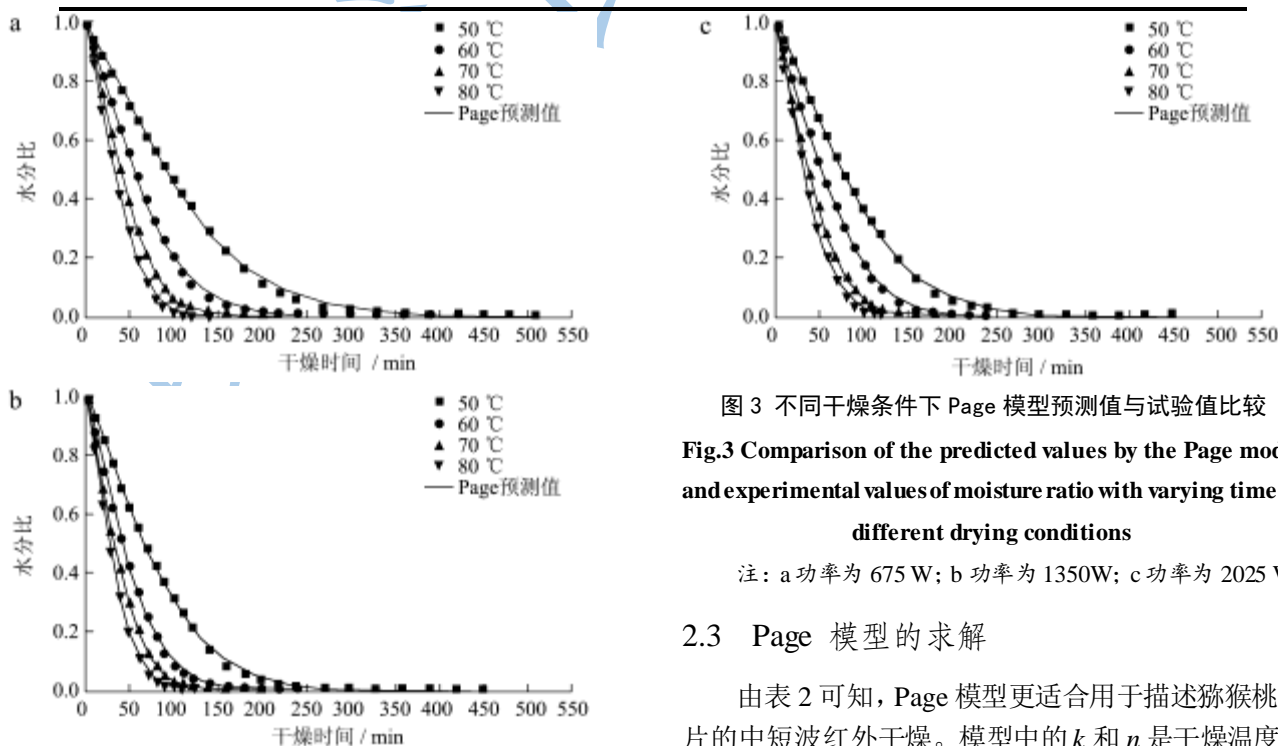 a
1.0
0.8
0.6
0.4
0.2
0.0
水分比
50 ℃
60 ℃
70 ℃
80 ℃
Page预测值
0 50 100 150 200 250 300 350 400 450 500 550
干燥时间 / min
b
1.0
0.8
0.6
0.4
0.2
0.0
水分比
50 ℃
60 ℃
70 ℃
80 ℃
Page预测值
0 50 100 150 200 250 300 350 400 450 500 550
干燥时间 / min
c
1.0
0.8
0.6
0.4
0.2
0.0
水分比
50 ℃
60 ℃
70 ℃
80 ℃
Page预测值
0 50 100 150 200 250 300 350 400 450 500 550
干燥时间 / min
图 3 不同干燥条件下 Page 模型预测值与试验值比较
Fig.3 Comparison of the predicted values by the Page mod
and experimental values of moisture ratio with varying time
different drying conditions
注：a 功率为 675 W；b 功率为 1350W；c 功率为 2025
2.3 Page 模型的求解
由表 2 可知，Page 模型更适合用于描述猕猴桃
片的中短波红外干燥。模型中的 k 和 n 是干燥温度